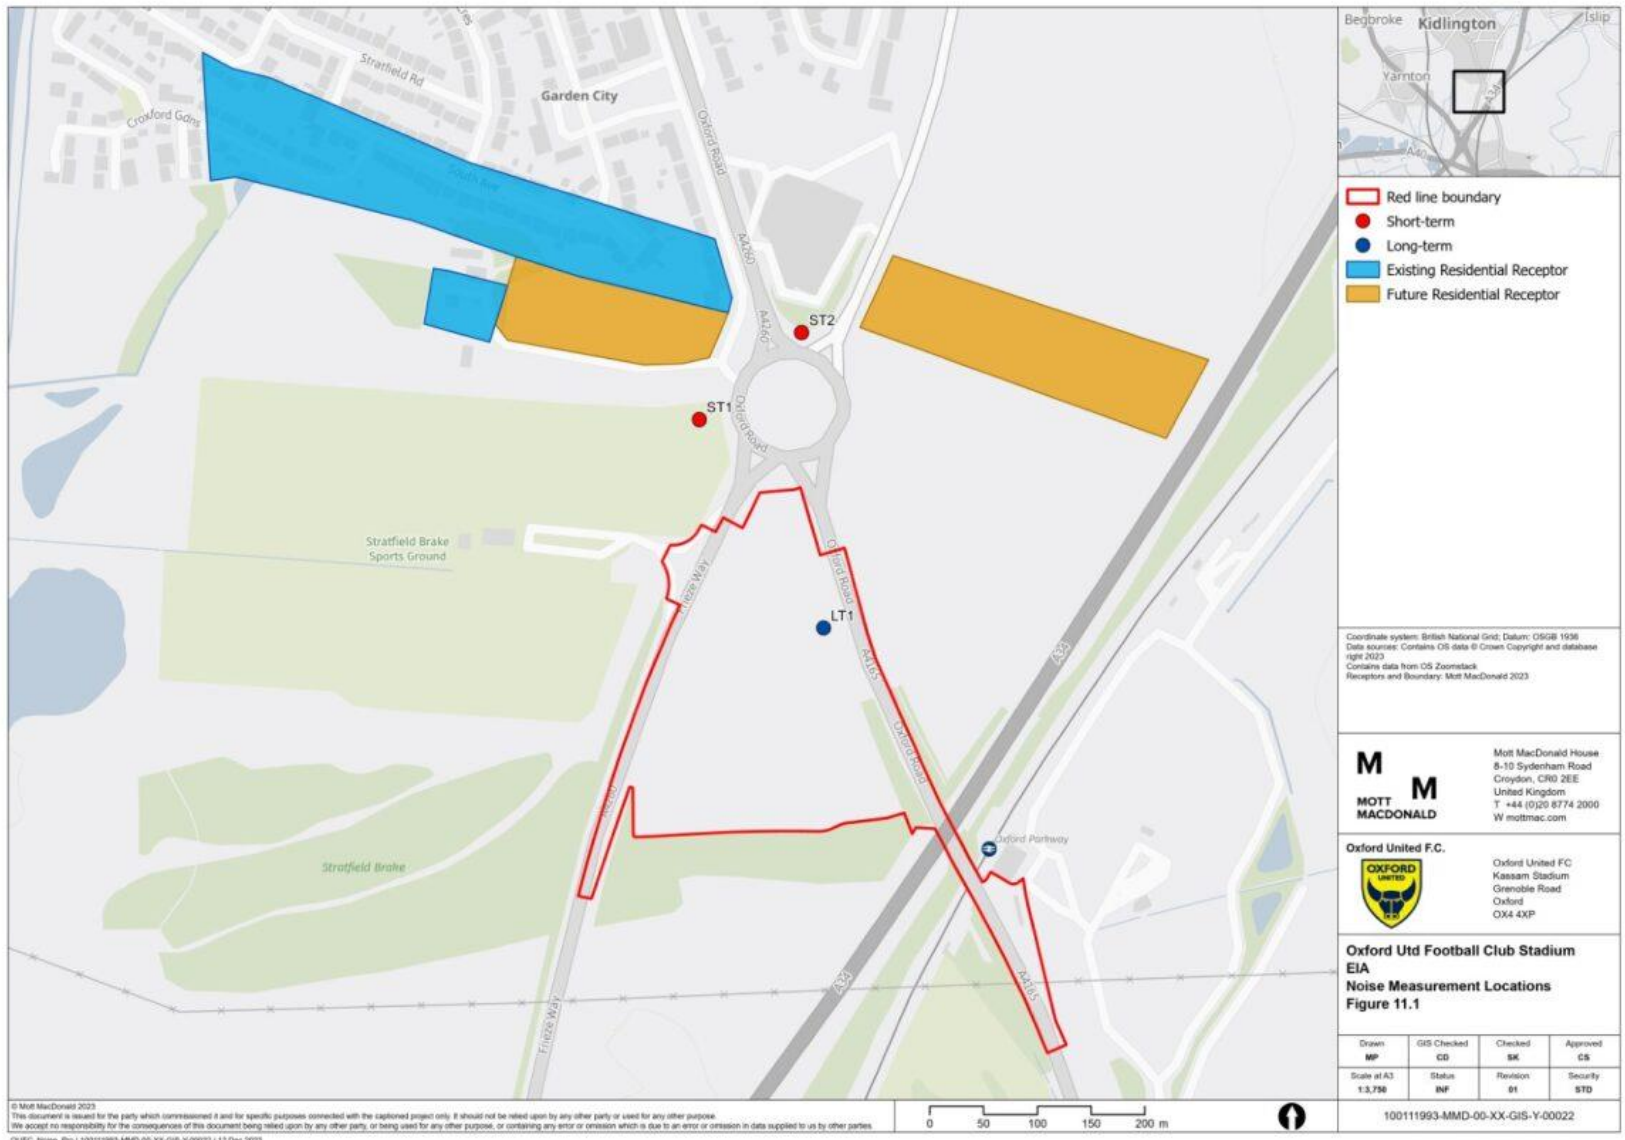 Stratfield Rd
Croxford Gdns
Garden City
South Ave
Oxford Road
A4260
A4260
ST2
ST1
Oxford Road
Stratfield Brake
Sports Ground
Frieze Way
Oxford Road
LT1
A4165
A34
Oxford Road
A4260
Oxford Parkway
Stratfield Brake
A34
A4165
Frieze Way
Begbroke
Kidlington
Islip
Yarnton
A34
A40
Red line boundary
Short-term
Long-term
Existing Residential Receptor
Future Residential Receptor
Coordinate system: British National Grid; Datum: OSGB 1936
Data sources: Contains OS data © Crown Copyright and database
right 2023
Contains data from OS Zoomstack
Receptors and Boundary: Mott MacDonald 2023
M
M
MOTT
MACDONALD
Mott MacDonald House
8-10 Sydenham Road
Croydon, CR0 2EE
United Kingdom
T +44 (0)20 8774 2000
W mottmac.com
Oxford United F.C.
OXFORD
UNITED
Oxford United FC
Kassam Stadium
Grenoble Road
Oxford
OX4 4XP
Oxford Utd Football Club Stadium
EIA
Noise Measurement Locations
Figure 11.1
Drawn GIS Checked Checked Approved
MP CD SK CS
Scale at A3 Status Revision Security
1:3,750 INF 01 STD
100111993-MMD-00-XX-GIS-Y-00022
© Mott MacDonald 2023
This document is issued for the party which commissioned it and for specific purposes connected with the captioned project only. It should not be relied upon by any other party or used for any other purpose.
We accept no responsibility for the consequences of this document being relied upon by any other party, or being used for any other purpose, or containing any error or omission which is due to an error or omission in data supplied to us by other parties.
0 50 100 150 200 m